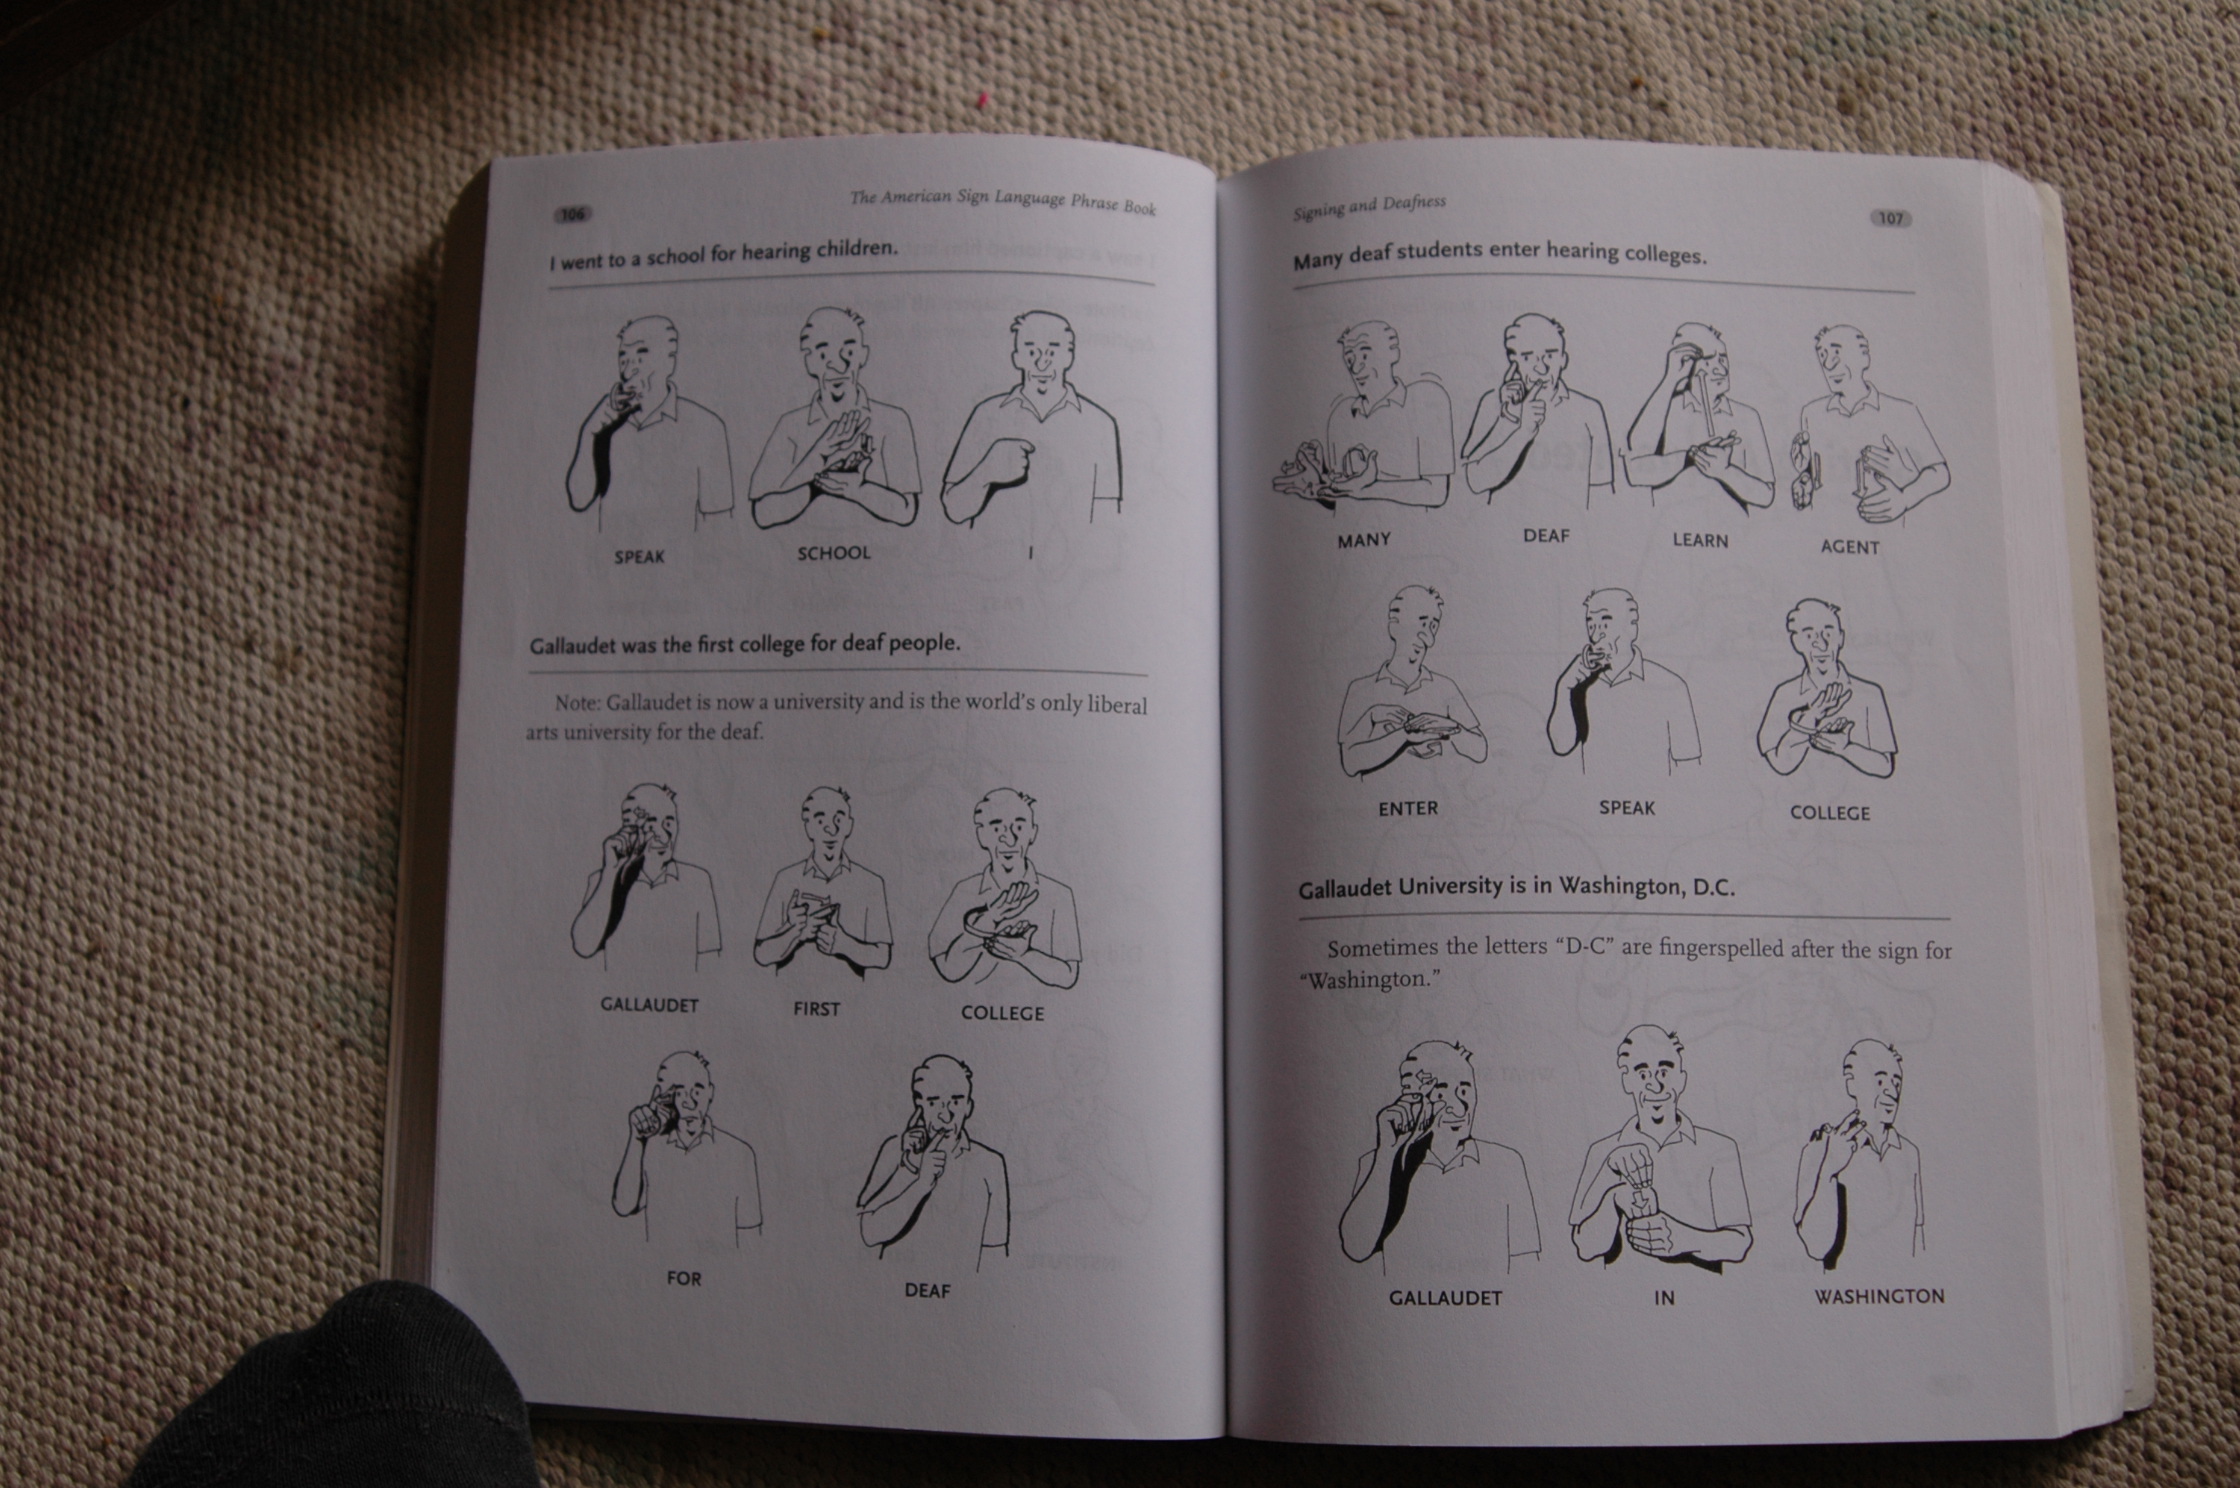 106
The American Sign Language Phrase Book
I went to a school for hearing children.
SPEAK SCHOOL I
Gallaudet was the first college for deaf people.
Note: Gallaudet is now a university and is the world's only liberal
arts university for the deaf.
GALLAUDET FIRST COLLEGE
FOR DEAF
Signing and Deafness
107
Many deaf students enter hearing colleges.
MANY DEAF LEARN AGENT
ENTER SPEAK COLLEGE
Gallaudet University is in Washington, D.C.
Sometimes the letters “D-C” are fingerspelled after the sign for
“Washington.”
GALLAUDET IN WASHINGTON